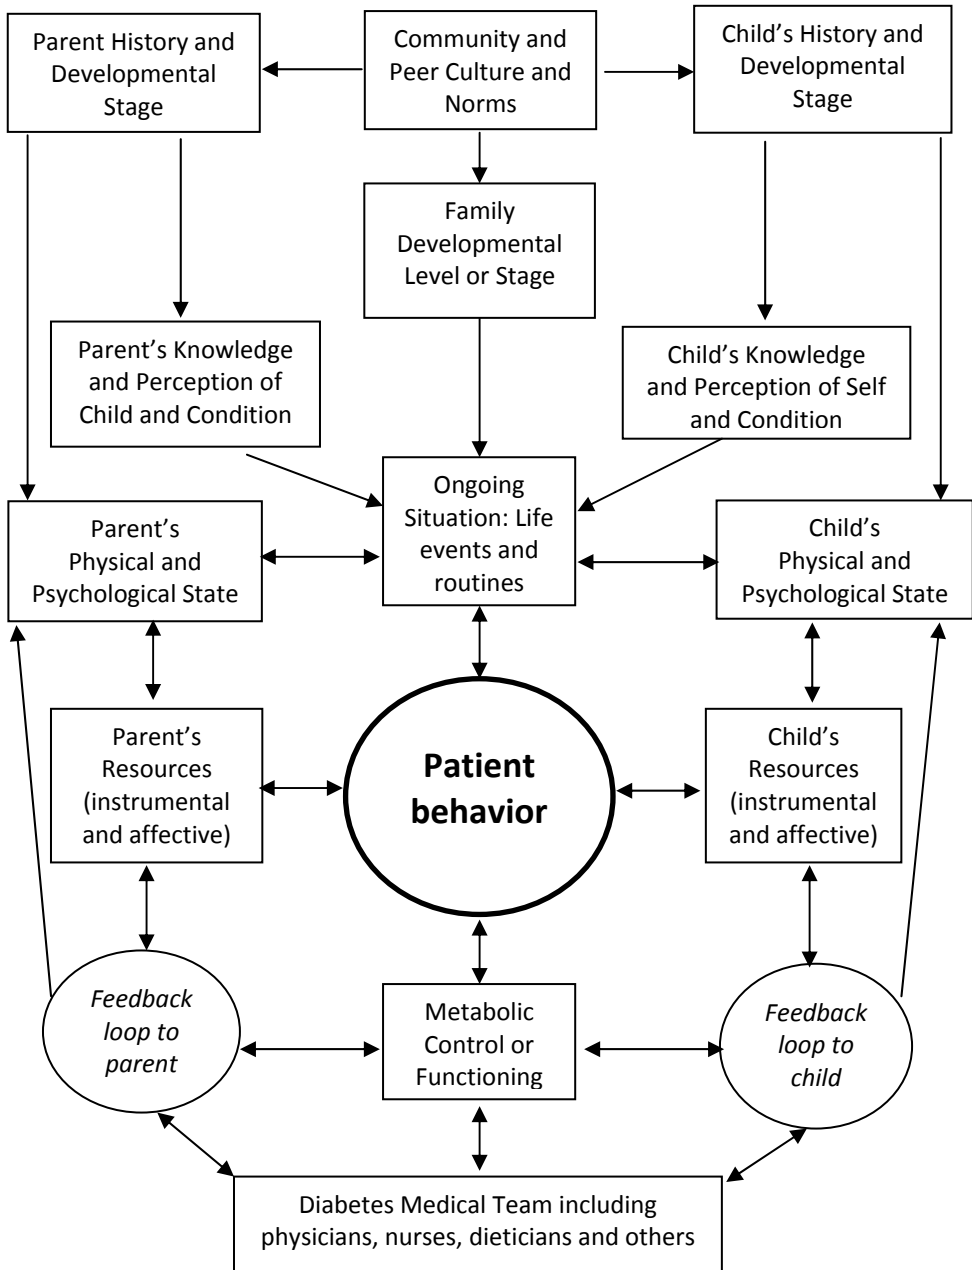 Parent History and
Developmental
Stage
Community and
Peer Culture and
Norms
Child’s History and
Developmental
Stage
Family
Developmental
Level or Stage
Parent’s Knowledge
and Perception of
Child and Condition
Child’s Knowledge
and Perception of Self
and Condition
Parent’s
Physical and
Psychological State
Ongoing
Situation: Life
events and
routines
Child’s
Physical and
Psychological State
Parent’s
Resources
(instrumental
and affective)
Patient
behavior
Child’s
Resources
(instrumental
and affective)
Feedback
loop to
parent
Metabolic
Control or
Functioning
Feedback
loop to
child
Diabetes Medical Team including
physicians, nurses, dieticians and others